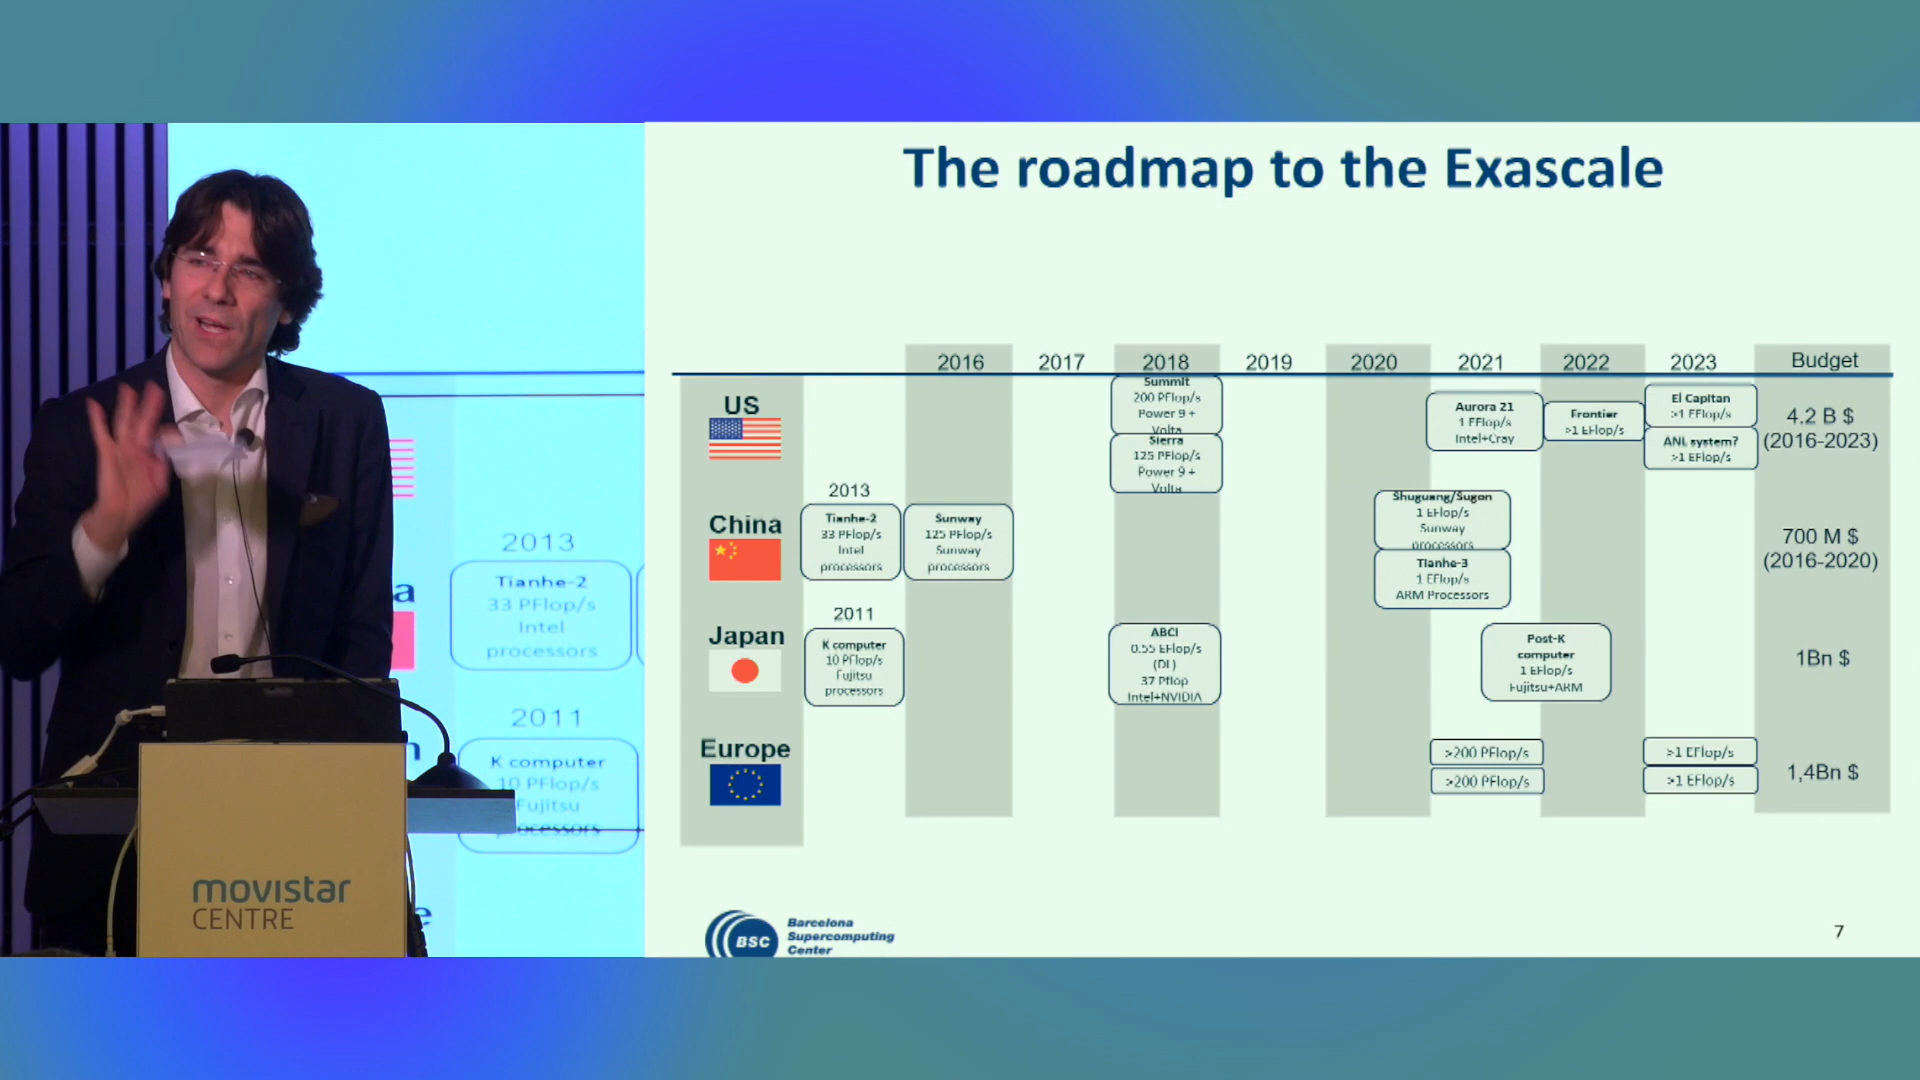 The roadmap to the Exascale
2016 2017 2018 2019 2020 2021 2022 2023 Budget
US
Summit
200 PFlop/s
Power 9 +
Volta
Sierra
125 PFlop/s
Power 9 +
Volta
Aurora 21
1 EFlop/s
Intel+Cray
Frontier
>1 EFlop/s
El Capitan
>1 EFlop/s
ANL system?
>1 EFlop/s
4.2 B $
(2016-2023)
China
2013
Tianhe-2
33 PFlop/s
Intel
processors
Sunway
125 PFlop/s
Sunway
processors
Shuguang/Sugon
1 EFlop/s
Sunway
processors
Tianhe-3
1 EFlop/s
ARM Processors
700 M $
(2016-2020)
Japan
2011
K computer
10 PFlop/s
Fujitsu
processors
ABCI
0.55 EFlop/s
(DL)
37 Pflop
Intel+NVIDIA
Post-K
computer
1 EFlop/s
Fujitsu+ARM
1Bn $
Europe
>200 PFlop/s
>200 PFlop/s
>1 EFlop/s
>1 EFlop/s
1,4Bn $
BSC
Barcelona
Supercomputing
Center
7
a
2013
Tianhe-2
33 PFlop/s
Intel
processors
2011
n
K computer
10 PFlop/s
Fujitsu
processors
e
movistar
CENTRE